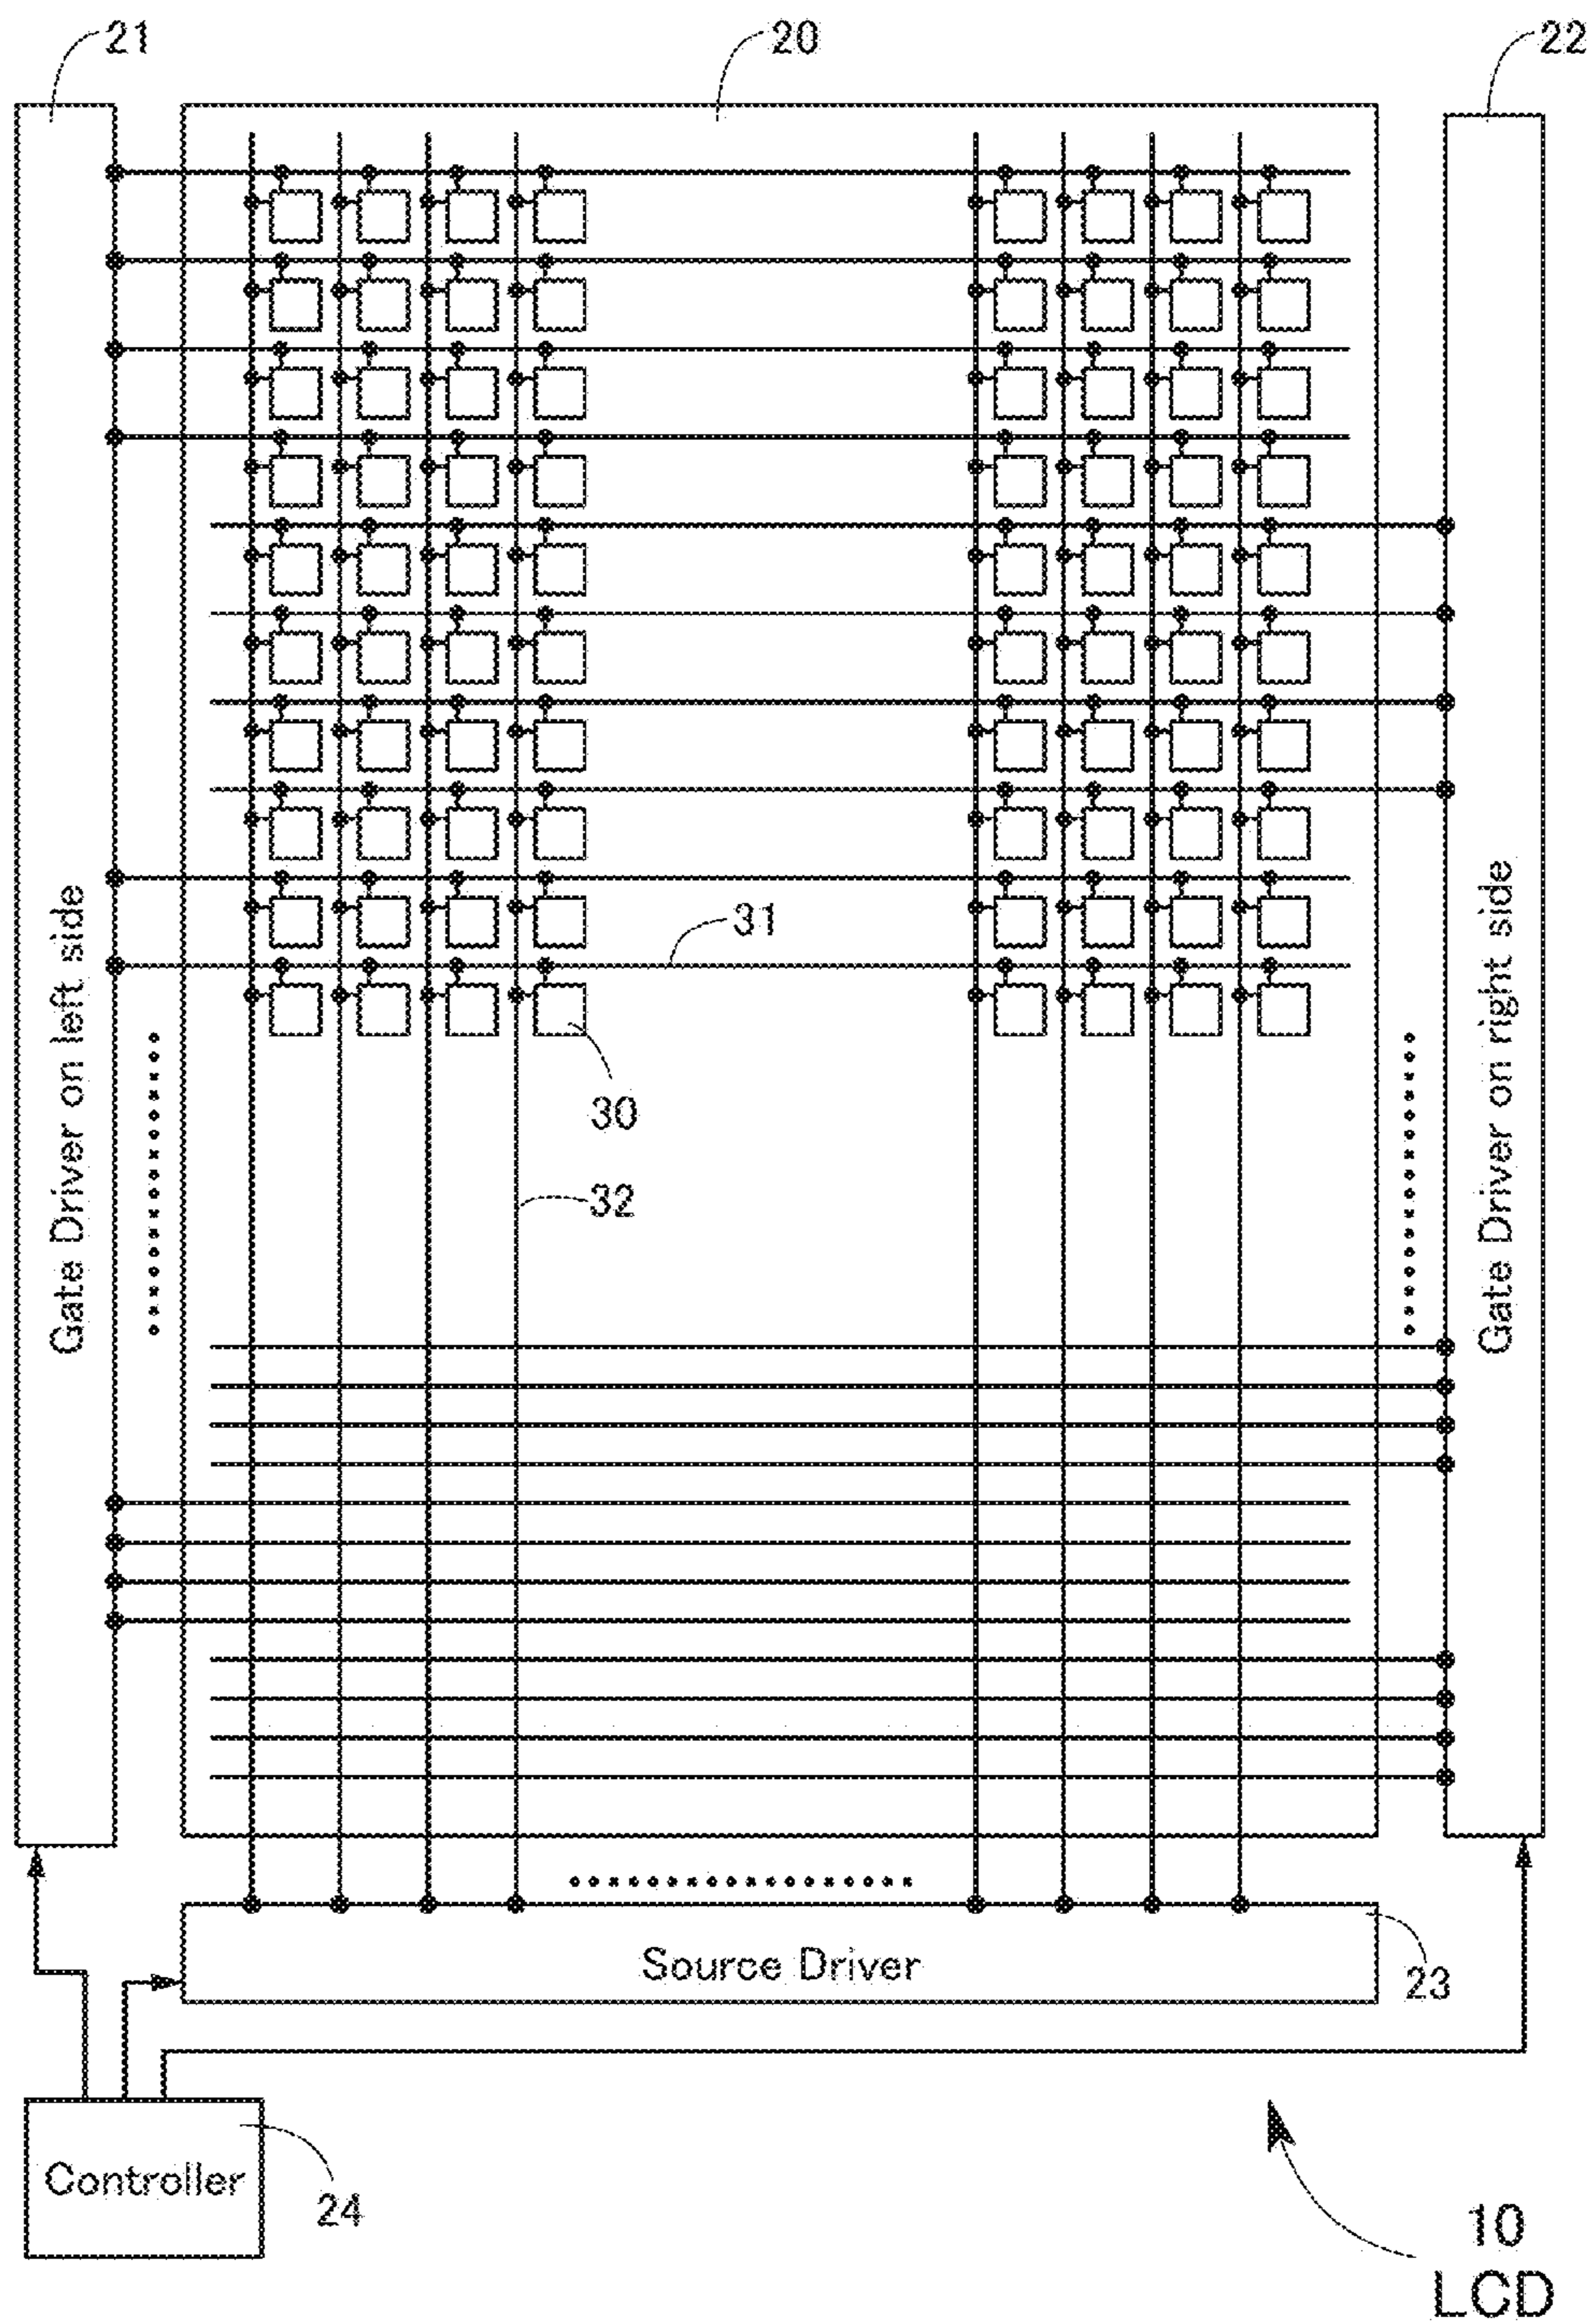 21
20
22
Gate Driver on left side
Gate Driver on right side
31
30
32
Source Driver
23
Controller
24
10
LCD